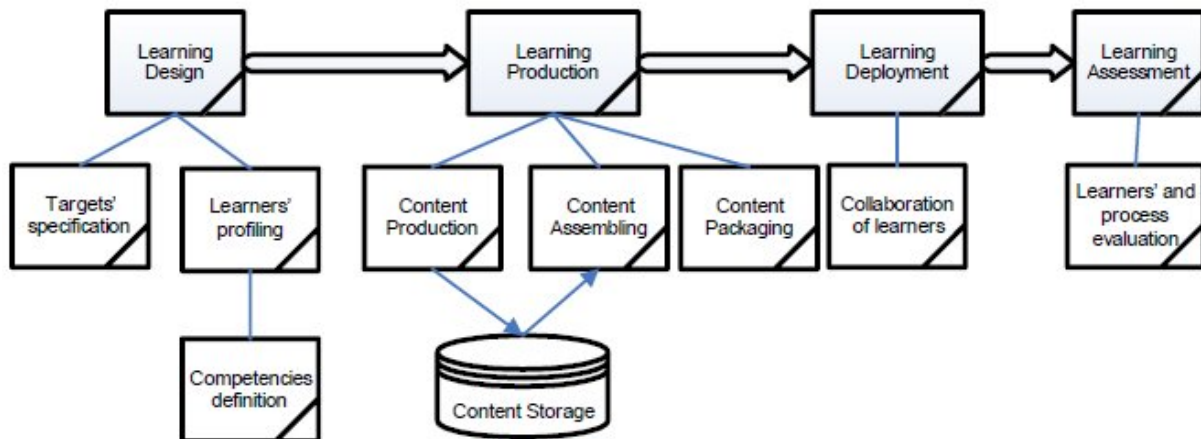 Learning
Design
Learning
Production
Learning
Deployment
Learning
Assessment
Targets'
specification
Learners'
profiling
Content
Production
Content
Assembling
Content
Packaging
Collaboration
of learners
Learners' and
process
evaluation
Competencies
definition
Content Storage